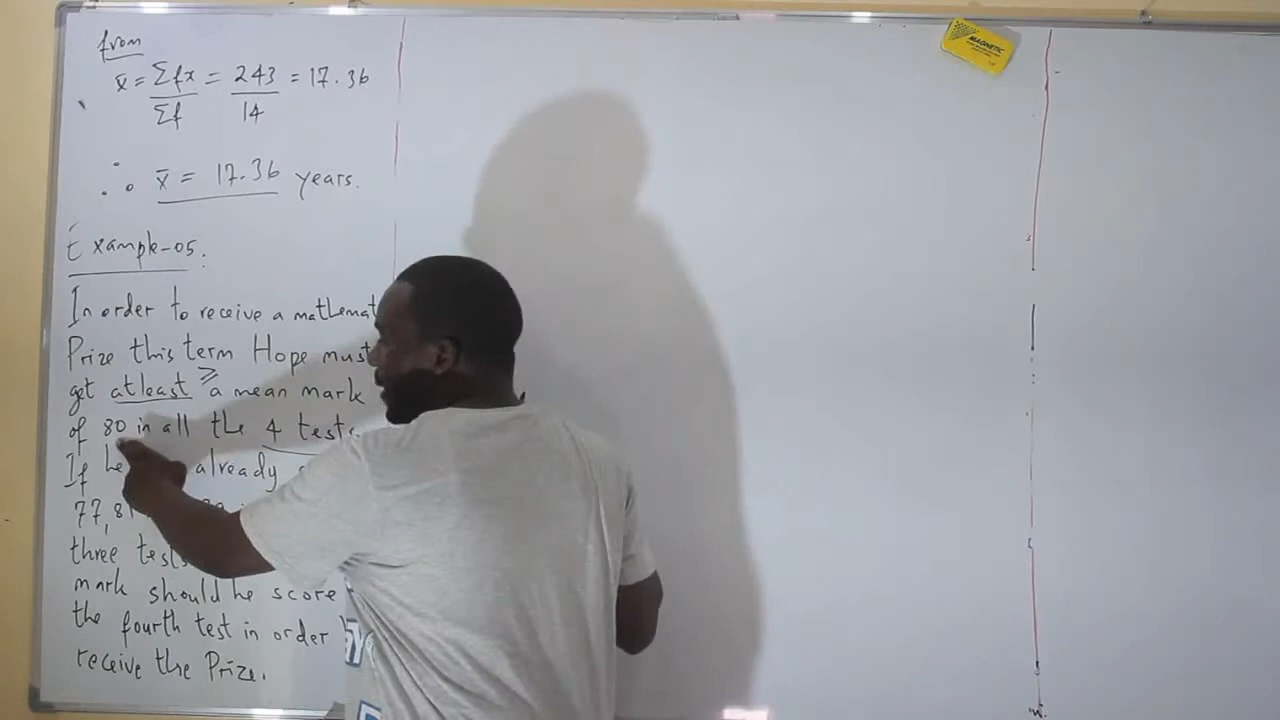 from
x̄ = Σfx = 243 = 17.36
Σf 14
∴ x̄ = 17.36 years.
Example-05.
In order to receive a mathemat
Prize this term Hope must
get atleast ≥ a mean mark
of 80 in all the 4 tests
If he already
77, 81
three tests
mark should he score
the fourth test in order
receive the Prize.
MAGNETIC